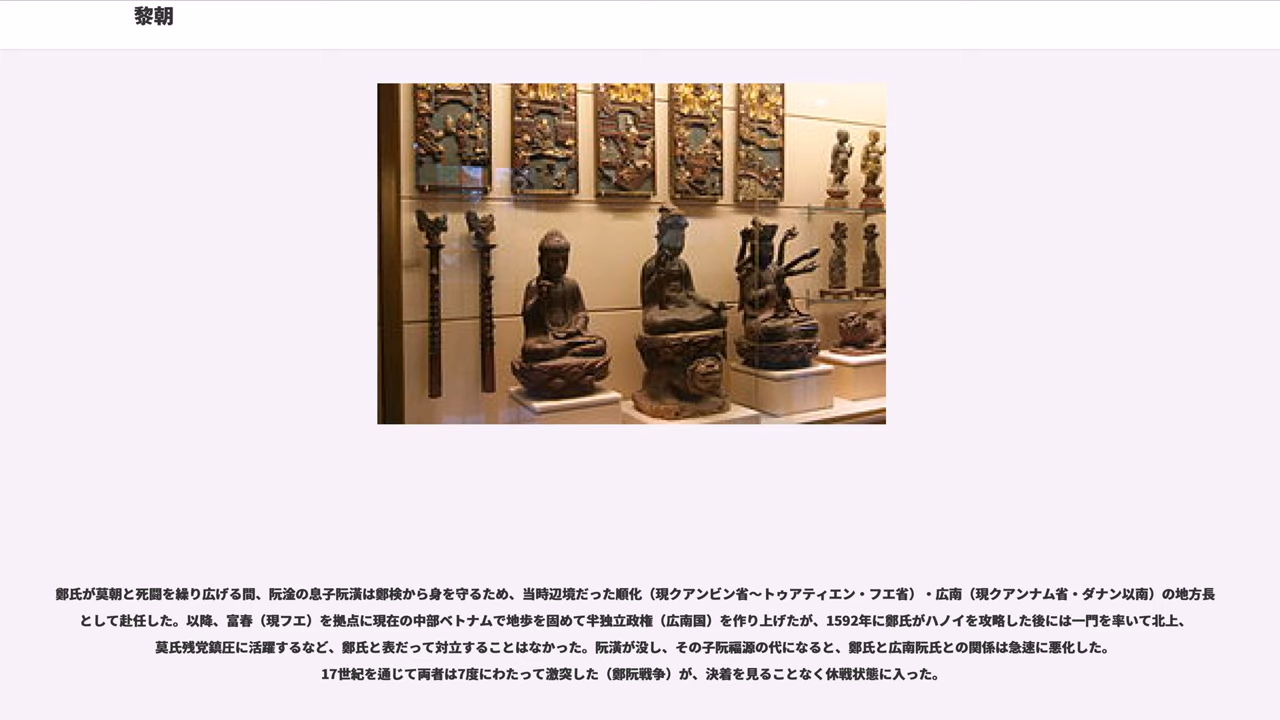 黎朝
鄭氏が莫朝と死闘を繰り広げる間、阮淦の息子阮潢は鄭検から身を守るため、当時辺境だった順化（現クアンビン省〜トゥアティエン・フエ省）・広南（現クアンナム省・ダナン以南）の地方長
として赴任した。以降、富春（現フエ）を拠点に現在の中部ベトナムで地歩を固めて半独立政権（広南国）を作り上げたが、1592年に鄭氏がハノイを攻略した後には一門を率いて北上、
莫氏残党鎮圧に活躍するなど、鄭氏と表だって対立することはなかった。阮潢が没し、その子阮福源の代になると、鄭氏と広南阮氏との関係は急速に悪化した。
17世紀を通じて両者は7度にわたって激突した（鄭阮戦争）が、決着を見ることなく休戦状態に入った。